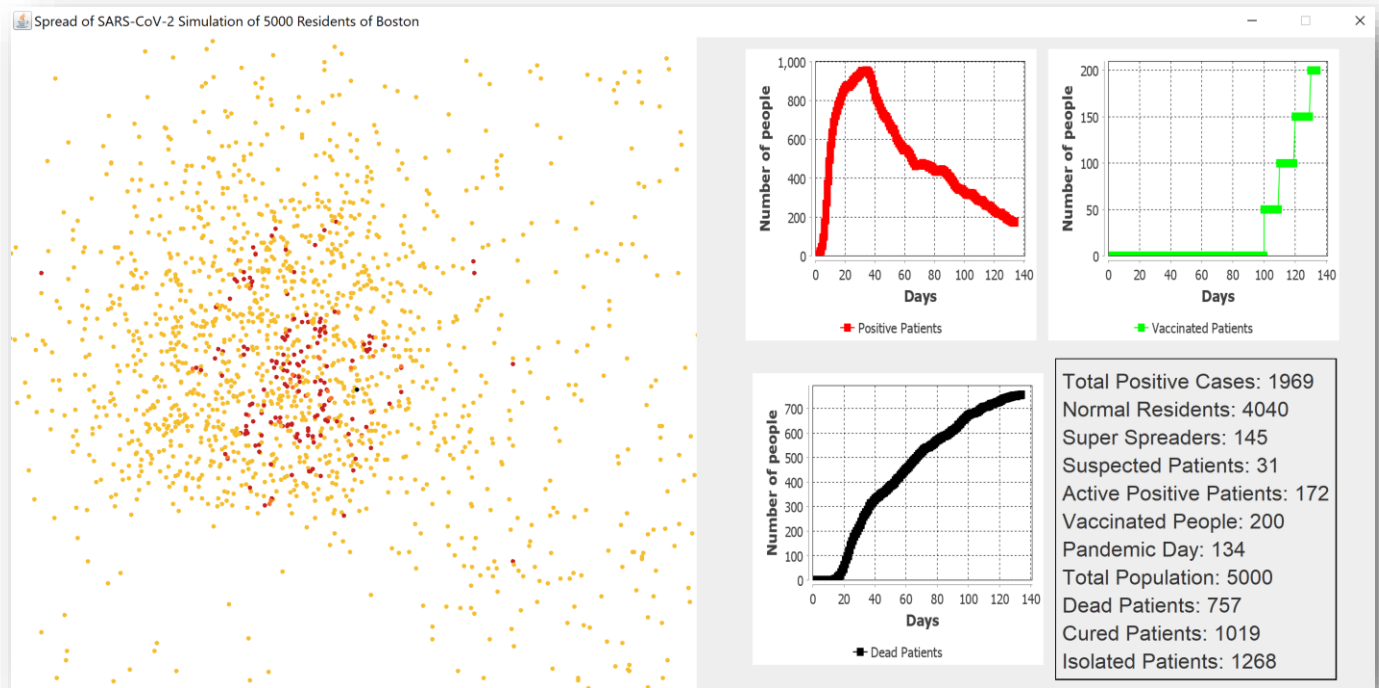 Spread of SARS-CoV-2 Simulation of 5000 Residents of Boston
Number of people
1,000
800
600
400
200
0
0 20 40 60 80 100 120 140
Days
Positive Patients
Number of people
200
150
100
50
0
0 20 40 60 80 100 120 140
Days
Vaccinated Patients
Number of people
700
600
500
400
300
200
100
0
0 20 40 60 80 100 120 140
Days
Dead Patients
Total Positive Cases: 1969
Normal Residents: 4040
Super Spreaders: 145
Suspected Patients: 31
Active Positive Patients: 172
Vaccinated People: 200
Pandemic Day: 134
Total Population: 5000
Dead Patients: 757
Cured Patients: 1019
Isolated Patients: 1268